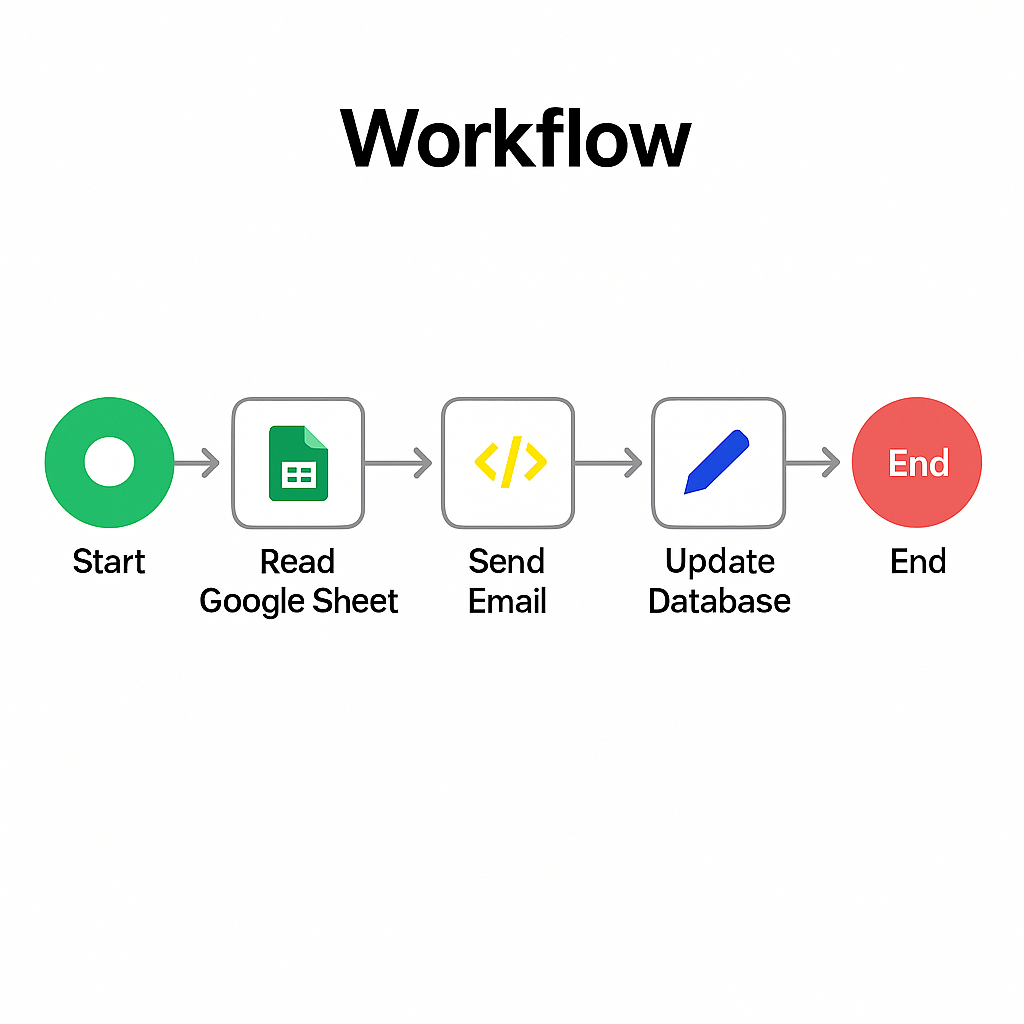 Workflow
End
Start
Read
Google Sheet
Send
Email
Update
Database
End